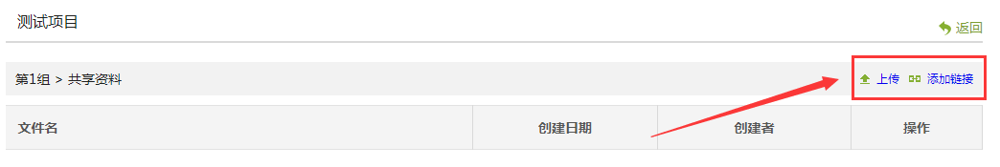 测试项目
返回
第1组 > 共享资料
上传 添加链接
文件名 创建日期 创建者 操作